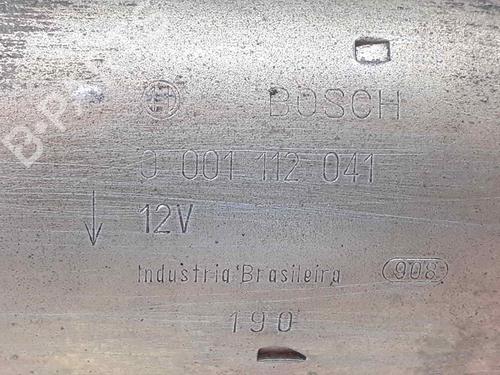 BOSCH
0 001 112 041
12V
Industria Brasileira
908
190